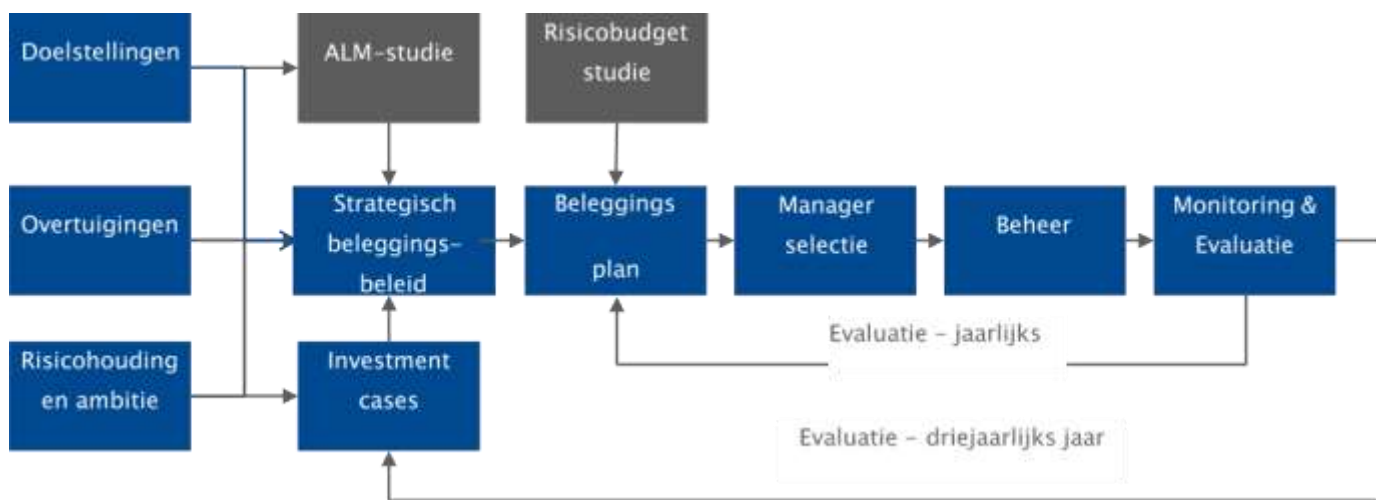 Doelstellingen
ALM-studie
Risicobudget
studie
Overtuigingen
Strategisch
beleggings-
beleid
Beleggings
plan
Manager
selectie
Beheer
Monitoring &
Evaluatie
Evaluatie - jaarlijks
Risicohouding
en ambitie
Investment
cases
Evaluatie - driejaarlijks jaar